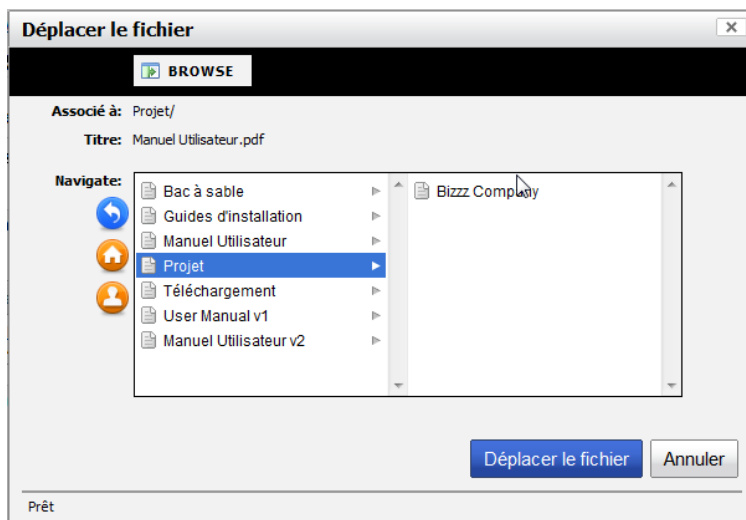 Déplacer le fichier
BROWSE
Associé à: Projet/
Titre: Manuel Utilisateur.pdf
Navigate:
Bac à sable
Guides d'installation
Manuel Utilisateur
Projet
Téléchargement
User Manual v1
Manuel Utilisateur v2
Bizzz Company
Déplacer le fichier
Annuler
Prêt